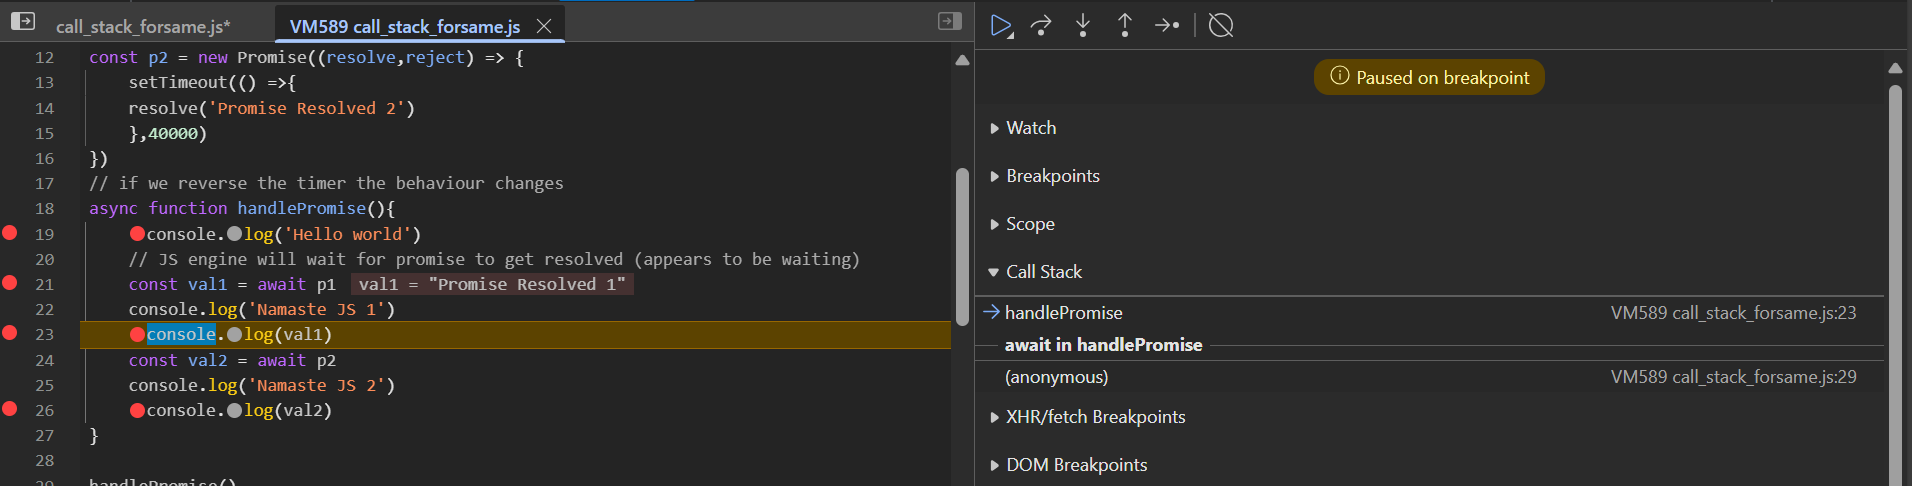 call_stack_forsame.js*
VM589 call_stack_forsame.js
12 const p2 = new Promise((resolve,reject) => {
13 setTimeout(() =>{
14 resolve('Promise Resolved 2')
15 },40000)
16 })
17 // if we reverse the timer the behaviour changes
18 async function handlePromise(){
19 console.log('Hello world')
20 // JS engine will wait for promise to get resolved (appears to be waiting)
21 const val1 = await p1 val1 = "Promise Resolved 1"
22 console.log('Namaste JS 1')
23 console.log(val1)
24 const val2 = await p2
25 console.log('Namaste JS 2')
26 console.log(val2)
27 }
28
29 handlePromise()
Paused on breakpoint
Watch
Breakpoints
Scope
Call Stack
handlePromise VM589 call_stack_forsame.js:23
await in handlePromise
(anonymous) VM589 call_stack_forsame.js:29
XHR/fetch Breakpoints
DOM Breakpoints